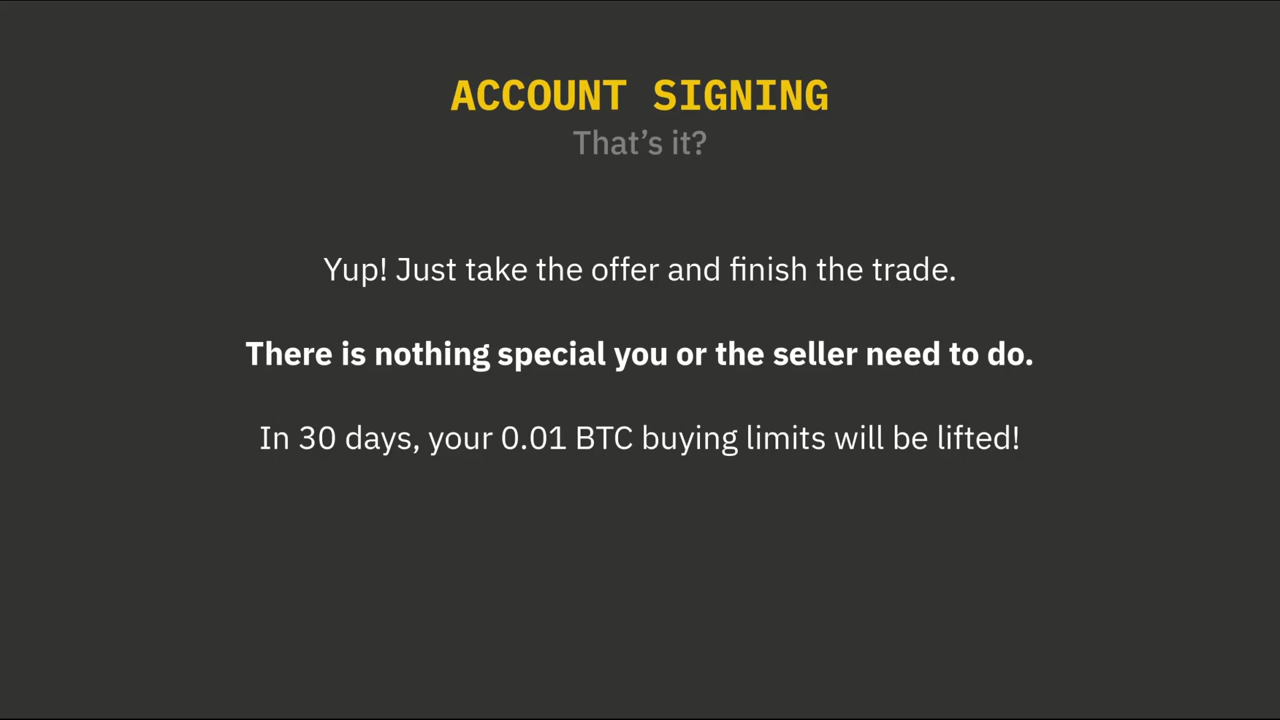 ACCOUNT SIGNING
That’s it?
Yup! Just take the offer and finish the trade.
There is nothing special you or the seller need to do.
In 30 days, your 0.01 BTC buying limits will be lifted!